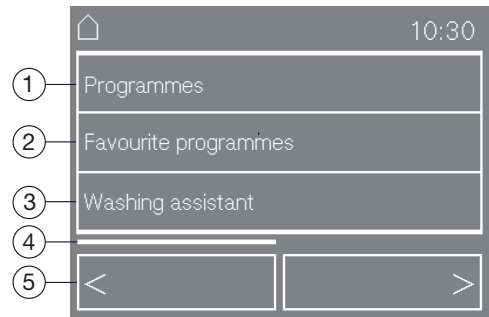 10:30
1 Programmes
2 Favourite programmes
3 Washing assistant
4
5 < >